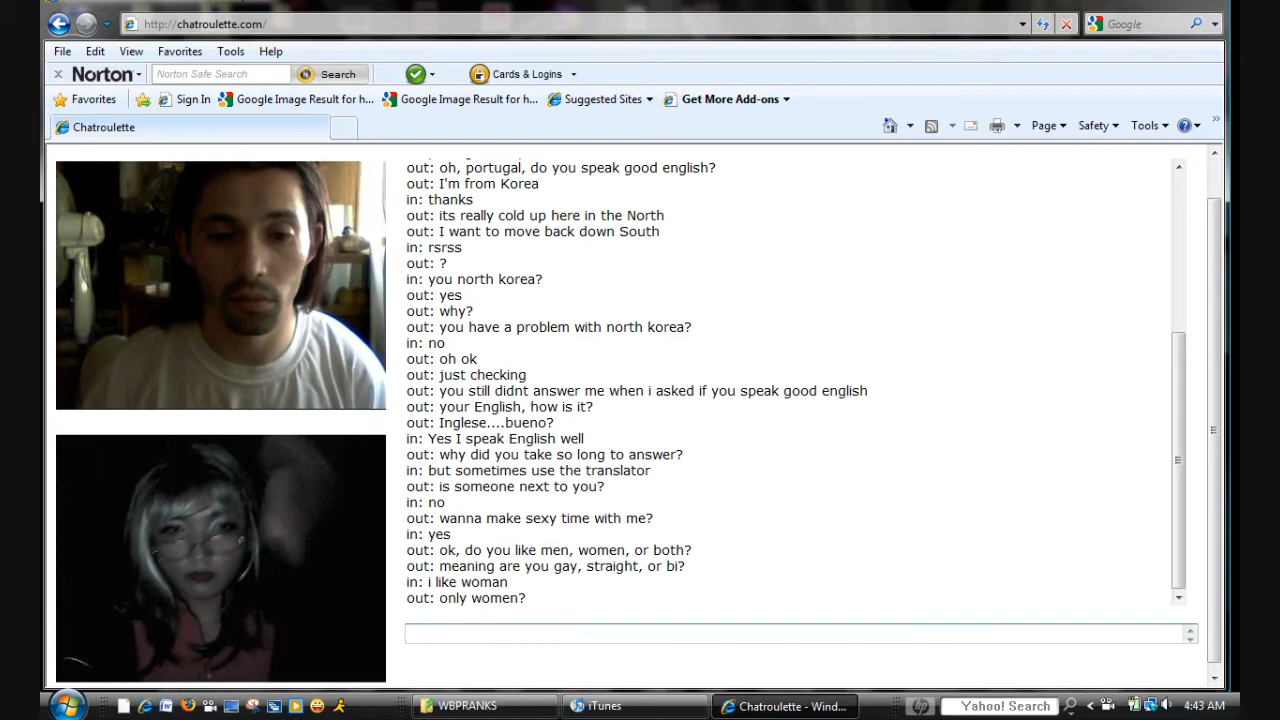 http://chatroulette.com/
Google
File Edit View Favorites Tools Help
x Norton Norton Safe Search Search Cards & Logins
Favorites Sign In Google Image Result for h... Google Image Result for h... Suggested Sites Get More Add-ons
Chatroulette Page Safety Tools
out: oh, portugal, do you speak good english?
out: I'm from Korea
in: thanks
out: its really cold up here in the North
out: I want to move back down South
in: rsrss
out: ?
in: you north korea?
out: yes
out: why?
out: you have a problem with north korea?
in: no
out: oh ok
out: just checking
out: you still didnt answer me when i asked if you speak good english
out: your English, how is it?
out: Inglese....bueno?
in: Yes I speak English well
out: why did you take so long to answer?
in: but sometimes use the translator
out: is someone next to you?
in: no
out: wanna make sexy time with me?
in: yes
out: ok, do you like men, women, or both?
out: meaning are you gay, straight, or bi?
in: i like woman
out: only women?
WBPRANKS iTunes Chatroulette - Wind... hp Yahoo! Search 4:43 AM